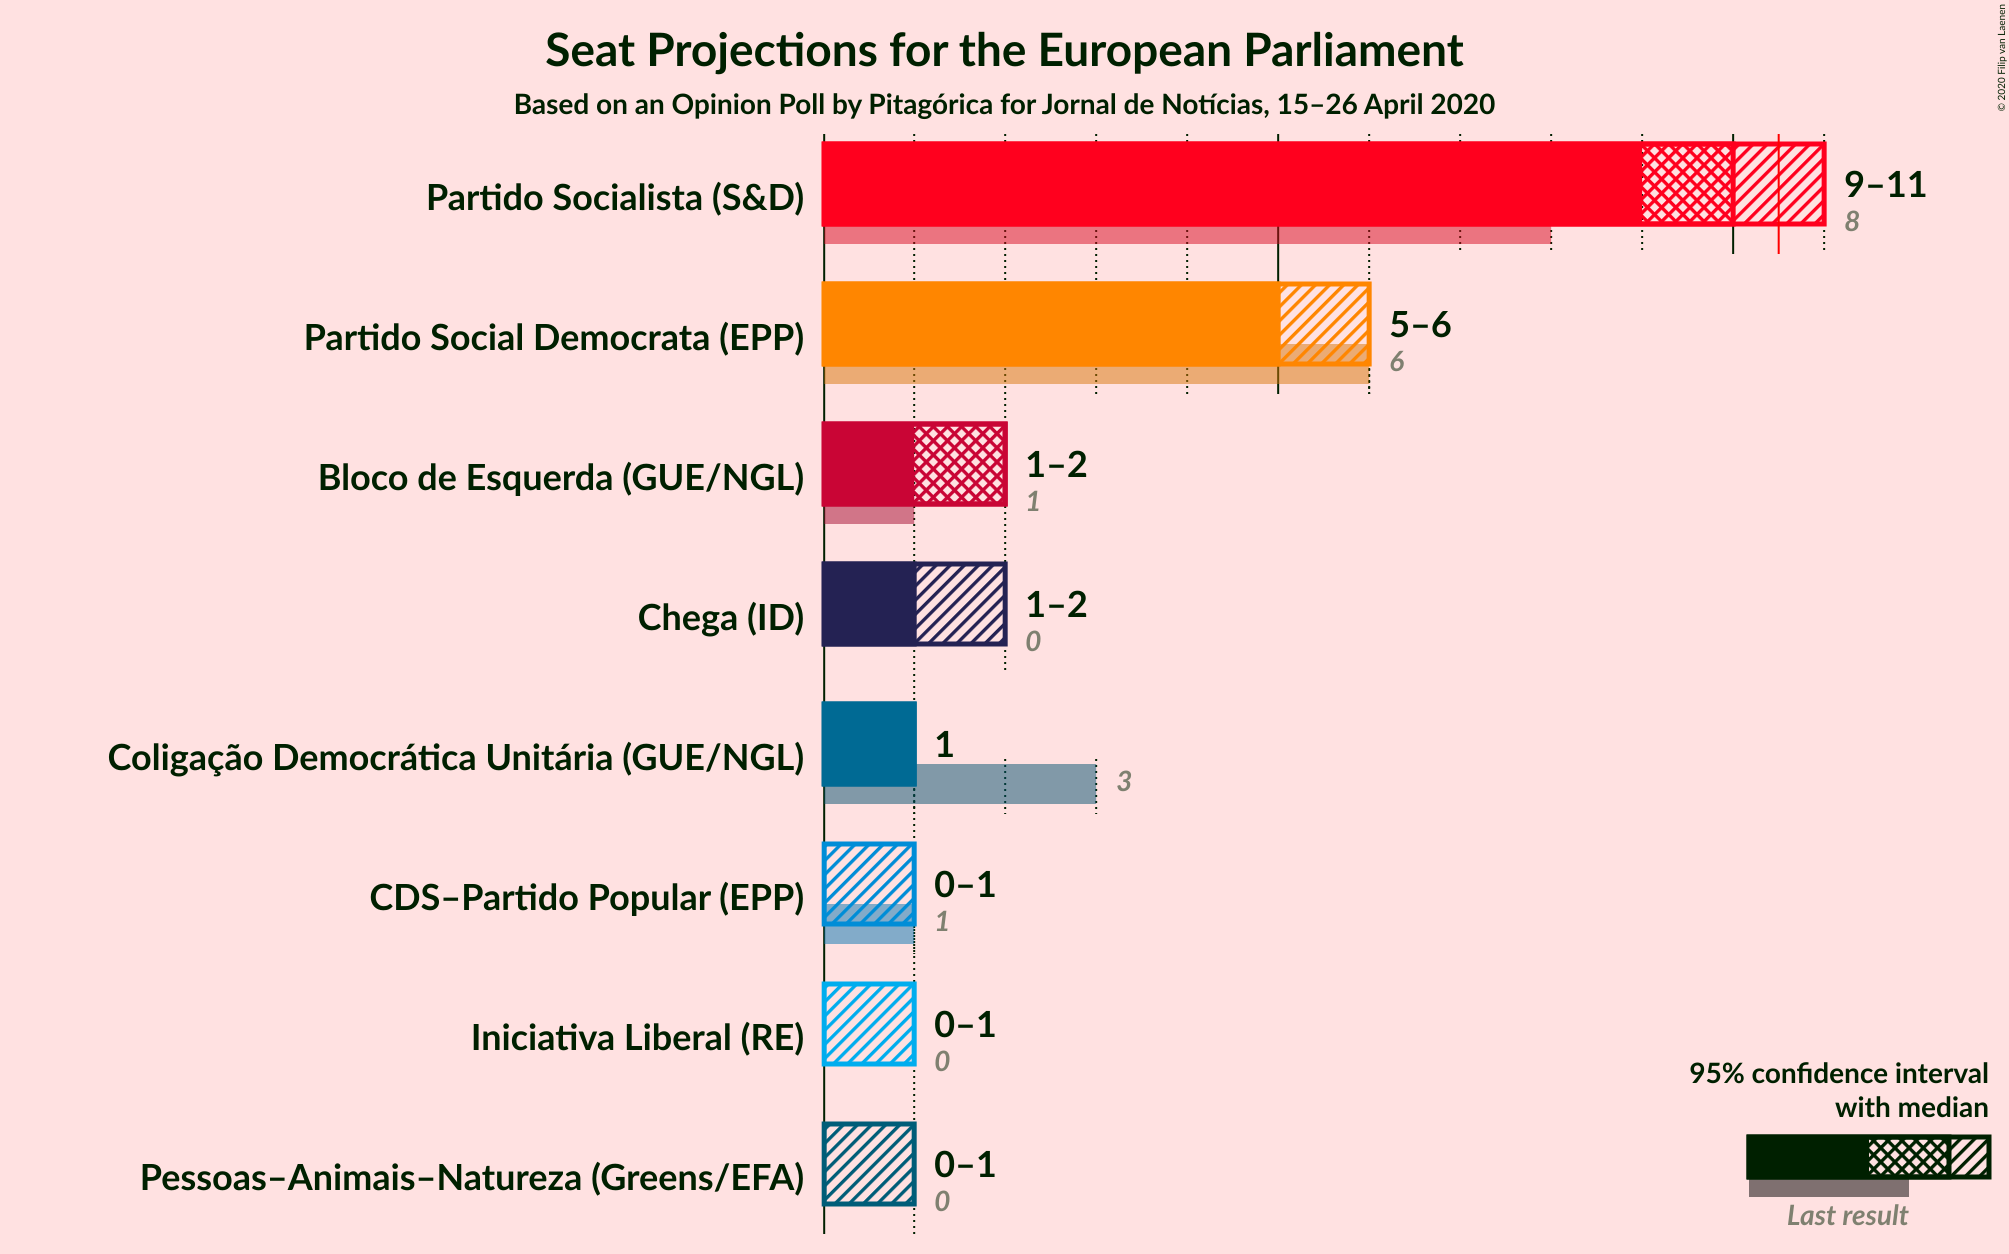 Seat Projections for the European Parliament
Based on an Opinion Poll by Pitagórica for Jornal de Notícias, 15–26 April 2020
© 2020 Filip van Laenen
Partido Socialista (S&D)
9–11
8
Partido Social Democrata (EPP)
5–6
6
Bloco de Esquerda (GUE/NGL)
1–2
1
Chega (ID)
1–2
0
Coligação Democrática Unitária (GUE/NGL)
1
3
CDS–Partido Popular (EPP)
0–1
1
Iniciativa Liberal (RE)
0–1
0
Pessoas–Animais–Natureza (Greens/EFA)
0–1
0
95% confidence interval
with median
Last result